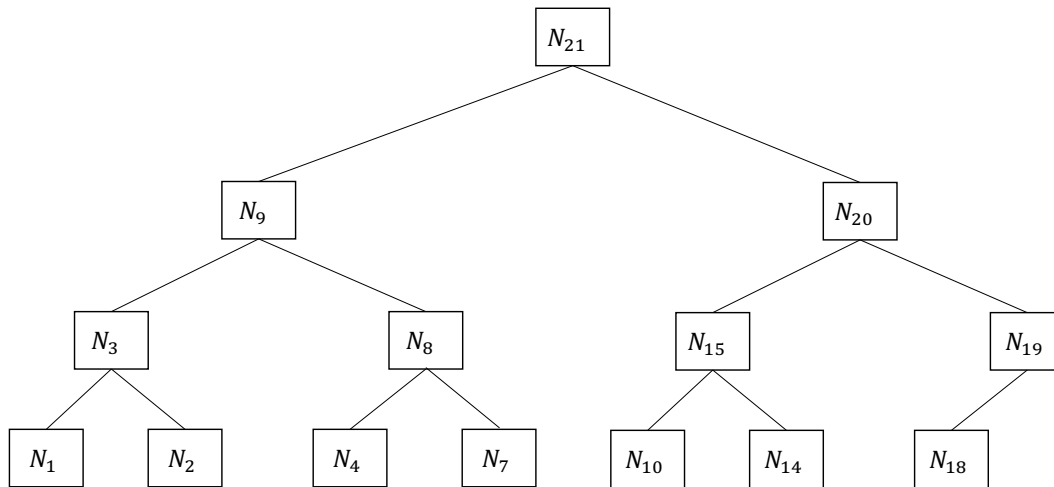 N₂₁
N₉ N₂₀
N₃ N₈ N₁₅ N₁₉
N₁ N₂ N₄ N₇ N₁₀ N₁₄ N₁₈